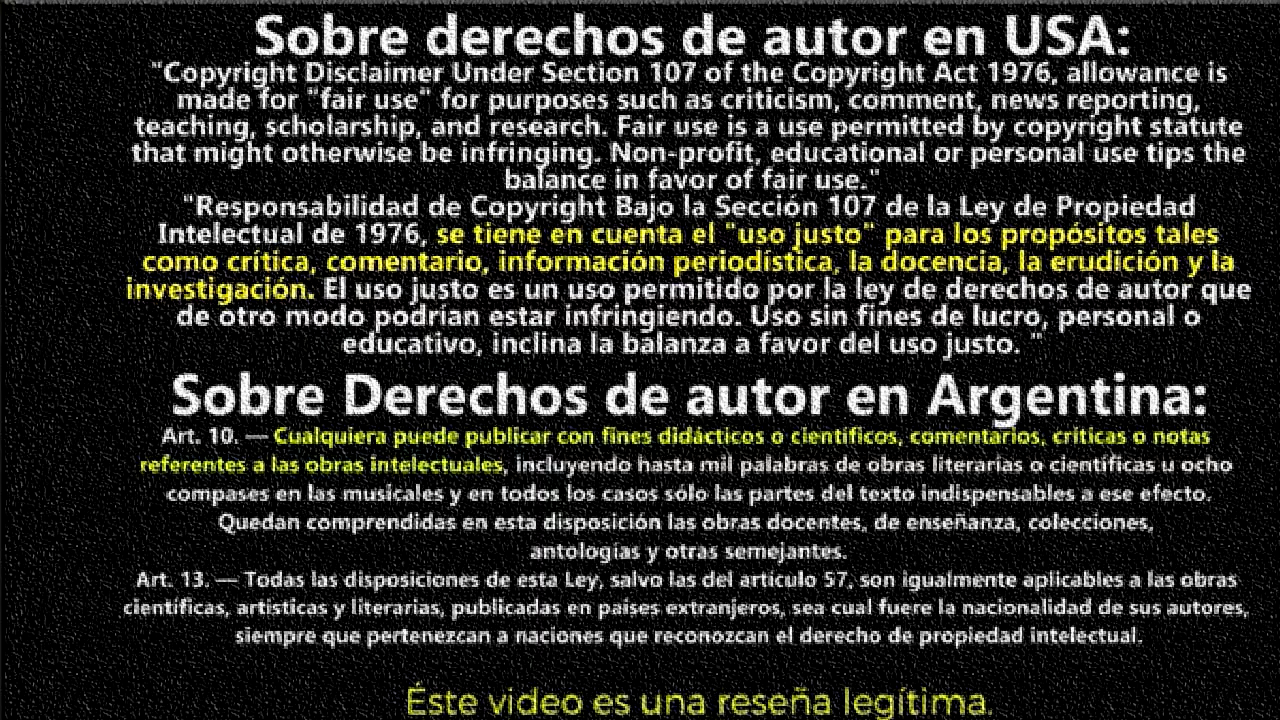 Sobre derechos de autor en USA:
"Copyright Disclaimer Under Section 107 of the Copyright Act 1976, allowance is
made for "fair use" for purposes such as criticism, comment, news reporting,
teaching, scholarship, and research. Fair use is a use permitted by copyright statute
that might otherwise be infringing. Non-profit, educational or personal use tips the
balance in favor of fair use."
"Responsabilidad de Copyright Bajo la Sección 107 de la Ley de Propiedad
Intelectual de 1976, se tiene en cuenta el "uso justo" para los propósitos tales
como crítica, comentario, información periodística, la docencia, la erudición y la
investigación. El uso justo es un uso permitido por la ley de derechos de autor que
de otro modo podrían estar infringiendo. Uso sin fines de lucro, personal o
educativo, inclina la balanza a favor del uso justo. "
Sobre Derechos de autor en Argentina:
Art. 10. — Cualquiera puede publicar con fines didácticos o científicos, comentarios, críticas o notas
referentes a las obras intelectuales, incluyendo hasta mil palabras de obras literarias o científicas u ocho
compases en las musicales y en todos los casos sólo las partes del texto indispensables a ese efecto.
Quedan comprendidas en esta disposición las obras docentes, de enseñanza, colecciones,
antologías y otras semejantes.
Art. 13. — Todas las disposiciones de esta Ley, salvo las del artículo 57, son igualmente aplicables a las obras
científicas, artísticas y literarias, publicadas en países extranjeros, sea cual fuere la nacionalidad de sus autores,
siempre que pertenezcan a naciones que reconozcan el derecho de propiedad intelectual.
Éste video es una reseña legítima.